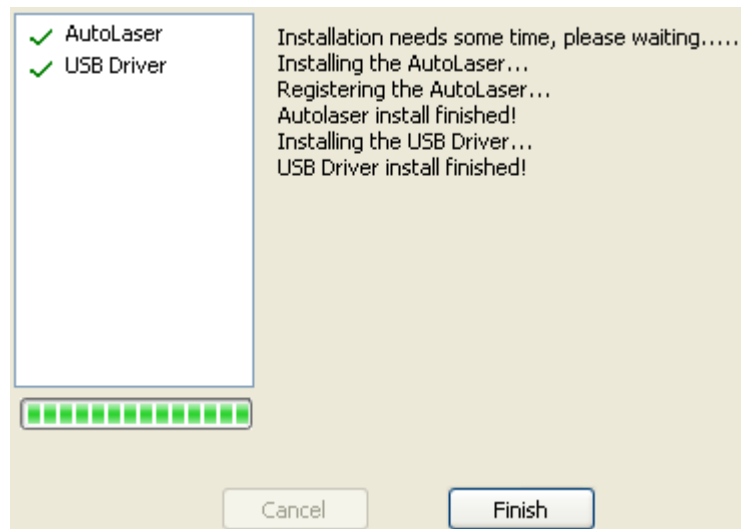 AutoLaser
USB Driver
Installation needs some time, please waiting.....
Installing the AutoLaser...
Registering the AutoLaser...
Autolaser install finished!
Installing the USB Driver...
USB Driver install finished!
Cancel
Finish